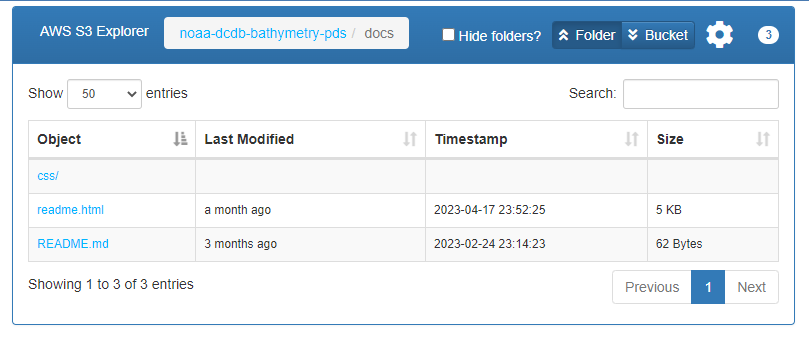 AWS S3 Explorer noaa-dcdb-bathymetry-pds / docs Hide folders? Folder Bucket 3
Show 50 entries Search:
Object Last Modified Timestamp Size
css/
readme.html a month ago 2023-04-17 23:52:25 5 KB
README.md 3 months ago 2023-02-24 23:14:23 62 Bytes
Showing 1 to 3 of 3 entries Previous 1 Next